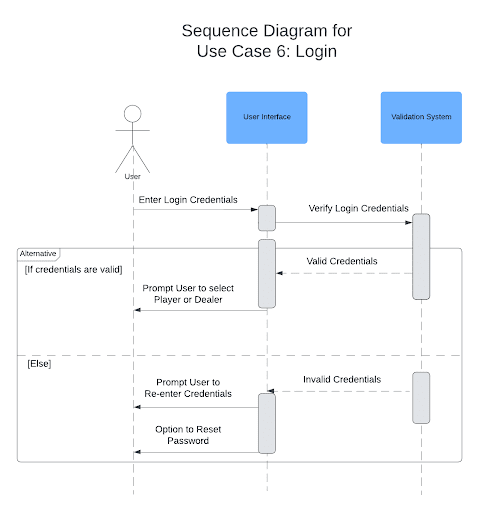 Sequence Diagram for
Use Case 6: Login
User Interface
Validation System
User
Enter Login Credentials
Verify Login Credentials
Alternative
[If credentials are valid]
Valid Credentials
Prompt User to select
Player or Dealer
[Else]
Invalid Credentials
Prompt User to
Re-enter Credentials
Option to Reset
Password